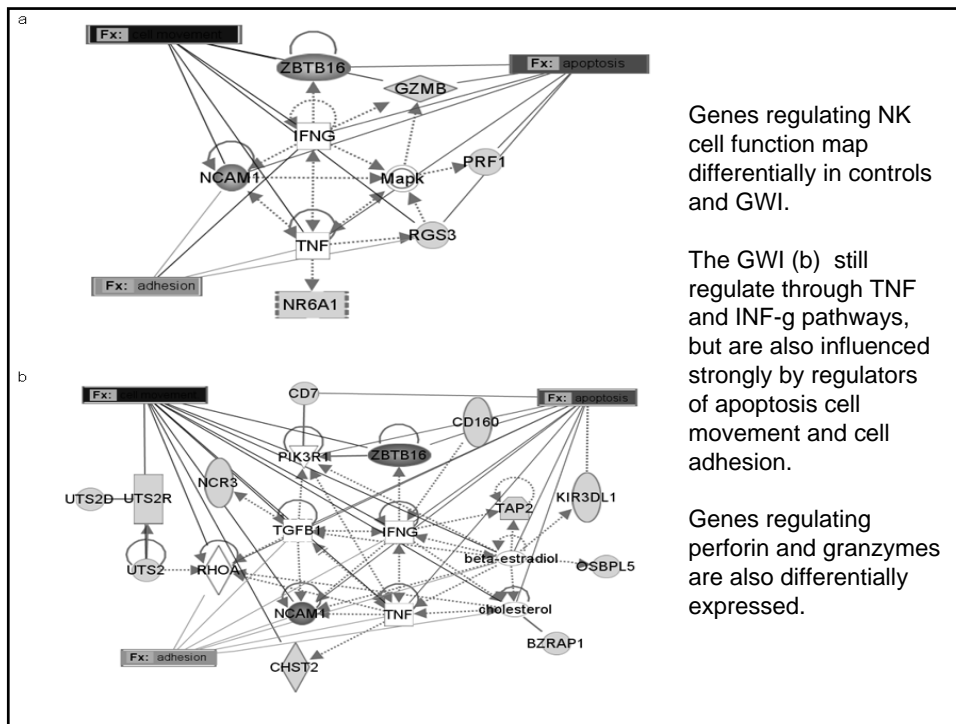 a
Fx: cell movement
ZBTB16
Fx: apoptosis
GZMB
IFNG
PRF1
NCAM1
Mapk
RGS3
TNF
Fx: adhesion
NR6A1
Genes regulating NK
cell function map
differentially in controls
and GWI.
The GWI (b) still
regulate through TNF
and INF-g pathways,
but are also influenced
strongly by regulators
of apoptosis cell
movement and cell
adhesion.
Genes regulating
perforin and granzymes
are also differentially
expressed.
b
Fx: cell movement
CD7
Fx: apoptosis
CD160
PIK3R1
ZBTB16
NCR3
KIR3DL1
UTS2D
UTS2R
TAP2
TGFB1
IFNG
beta-estradiol
OSBPL5
UTS2
RHOA
NCAM1
TNF
cholesterol
BZRAP1
Fx: adhesion
CHST2